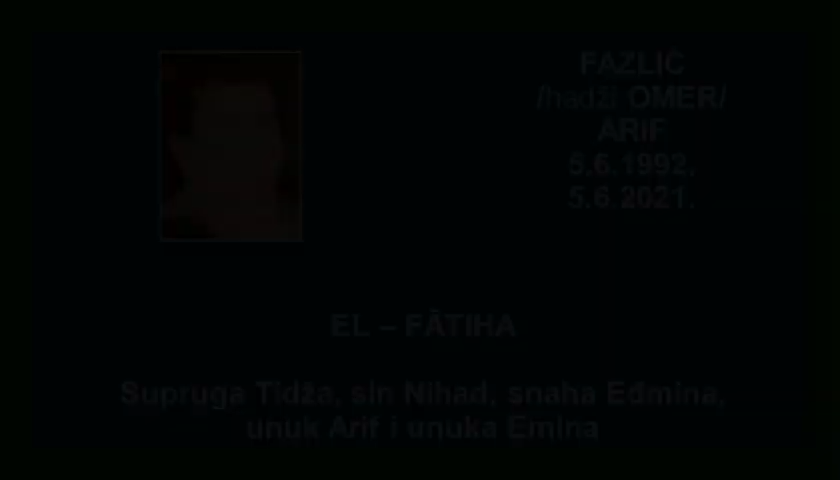 FAZLIĆ
/hadži OMER/
ARIF
5.6.1992.
5.6.2021.
EL – FĀTIHA
Supruga Tidža, sin Nihad, snaha Edmina,
unuk Arif i unuka Emina